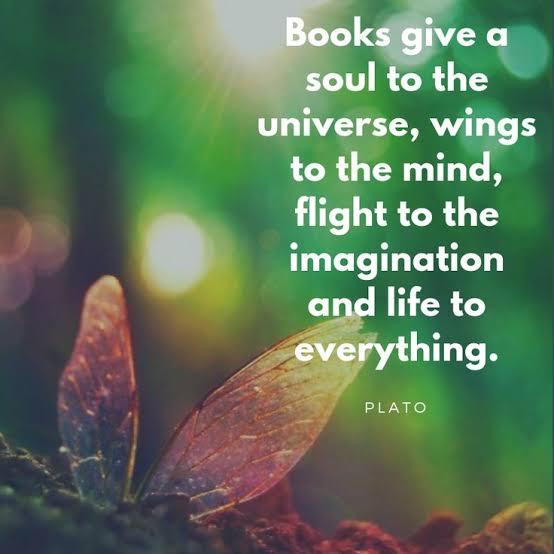 Books give a
soul to the
universe, wings
to the mind,
flight to the
imagination
and life to
everything.
PLATO